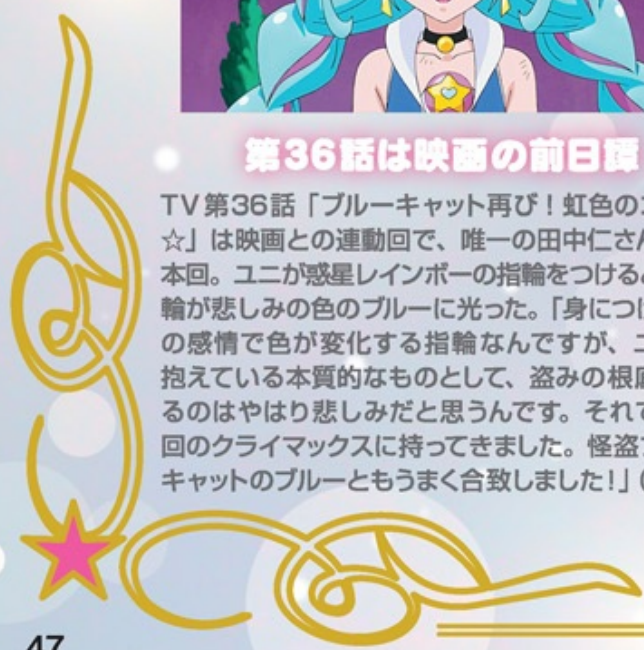 第36話は映画の前日譚
TV第36話「ブルーキャット再び!虹色の
☆」は映画との連動回で、唯一の田中仁さ
本回。ユニが惑星レインボーの指輪をつける
輪が悲しみの色のブルーに光った。「身につ
の感情で色が変化する指輪なんですが、
抱えている本質的なものとして、盗みの根
るのはやはり悲しみだと思うんです。それ
回のクライマックスに持ってきました。怪盗
キャットのブルーともうまく合致しました!」(
47